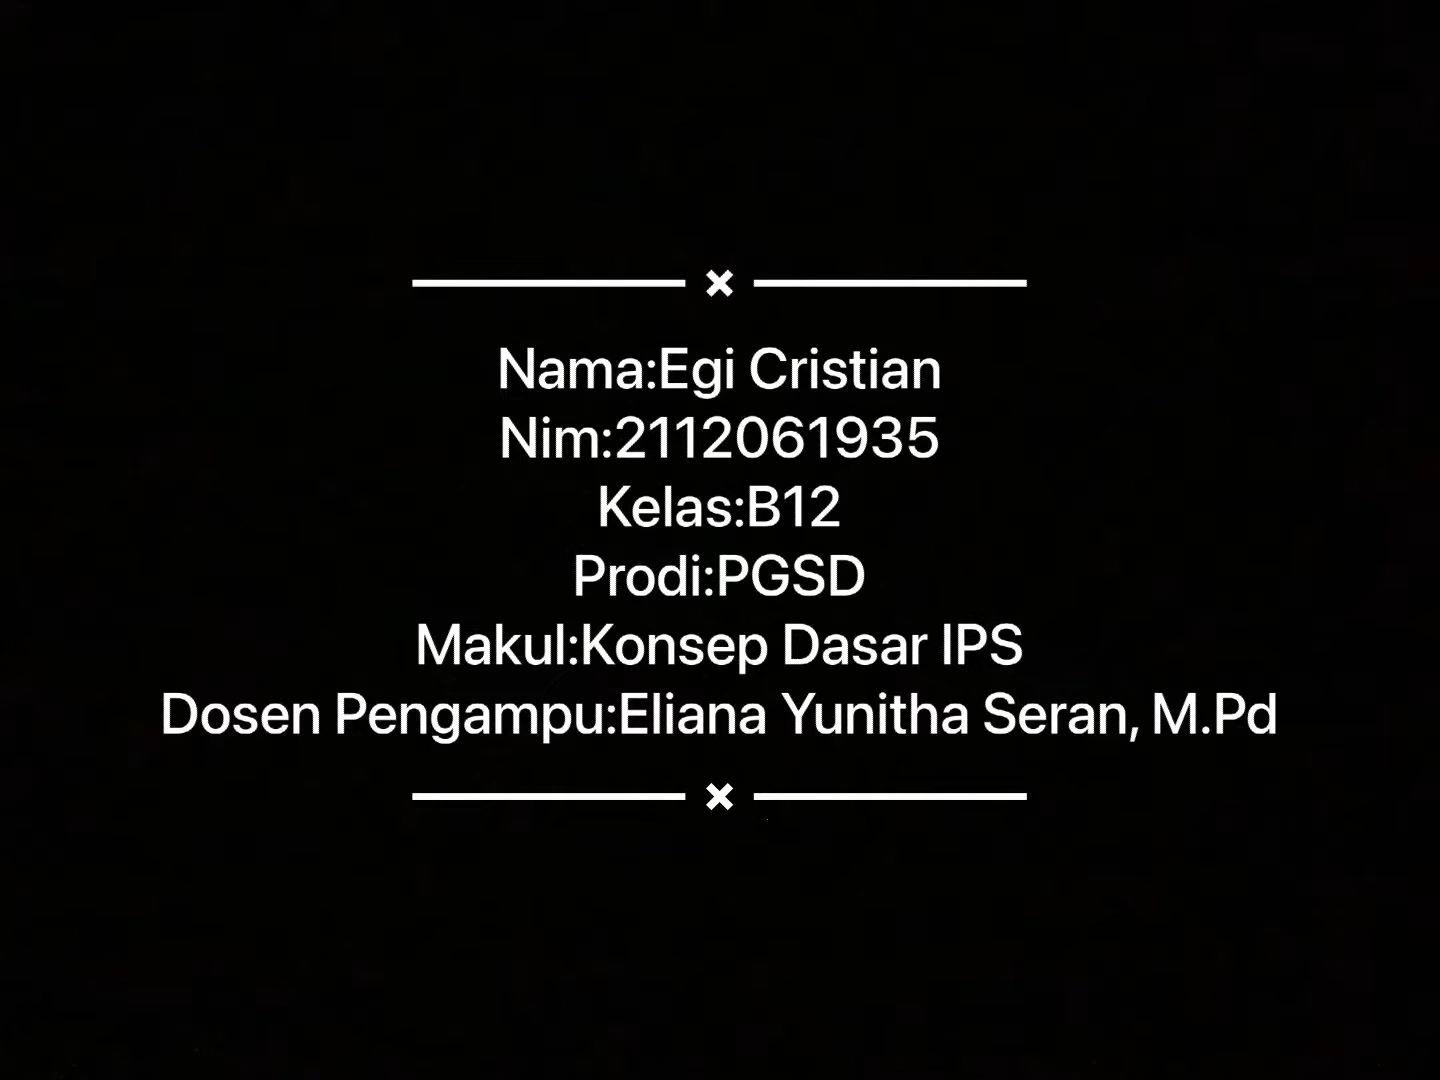 Nama:Egi Cristian
Nim:2112061935
Kelas:B12
Prodi:PGSD
Makul:Konsep Dasar IPS
Dosen Pengampu:Eliana Yunitha Seran, M.Pd